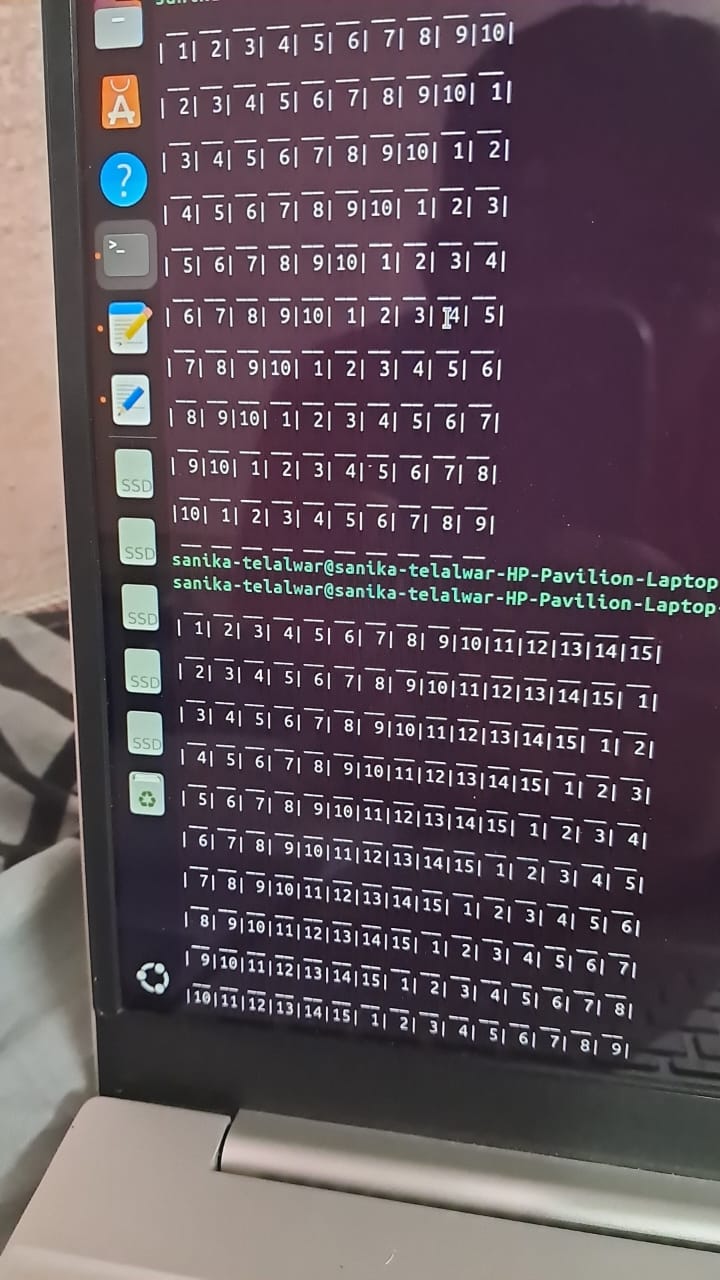 | 1| 2| 3| 4| 5| 6| 7| 8| 9|10|
| 2| 3| 4| 5| 6| 7| 8| 9|10| 1|
| 3| 4| 5| 6| 7| 8| 9|10| 1| 2|
| 4| 5| 6| 7| 8| 9|10| 1| 2| 3|
| 5| 6| 7| 8| 9|10| 1| 2| 3| 4|
| 6| 7| 8| 9|10| 1| 2| 3| 4| 5|
| 7| 8| 9|10| 1| 2| 3| 4| 5| 6|
| 8| 9|10| 1| 2| 3| 4| 5| 6| 7|
| 9|10| 1| 2| 3| 4| 5| 6| 7| 8|
|10| 1| 2| 3| 4| 5| 6| 7| 8| 9|
sanika-telalwar@sanika-telalwar-HP-Pavilion-Laptop
sanika-telalwar@sanika-telalwar-HP-Pavilion-Laptop-
| 1| 2| 3| 4| 5| 6| 7| 8| 9|10|11|12|13|14|15|
| 2| 3| 4| 5| 6| 7| 8| 9|10|11|12|13|14|15| 1|
| 3| 4| 5| 6| 7| 8| 9|10|11|12|13|14|15| 1| 2|
| 4| 5| 6| 7| 8| 9|10|11|12|13|14|15| 1| 2| 3|
| 5| 6| 7| 8| 9|10|11|12|13|14|15| 1| 2| 3| 4|
| 6| 7| 8| 9|10|11|12|13|14|15| 1| 2| 3| 4| 5|
| 7| 8| 9|10|11|12|13|14|15| 1| 2| 3| 4| 5| 6|
| 8| 9|10|11|12|13|14|15| 1| 2| 3| 4| 5| 6| 7|
| 9|10|11|12|13|14|15| 1| 2| 3| 4| 5| 6| 7| 8|
|10|11|12|13|14|15| 1| 2| 3| 4| 5| 6| 7| 8| 9|
SSD
SSD
SSD
SSD
SSD